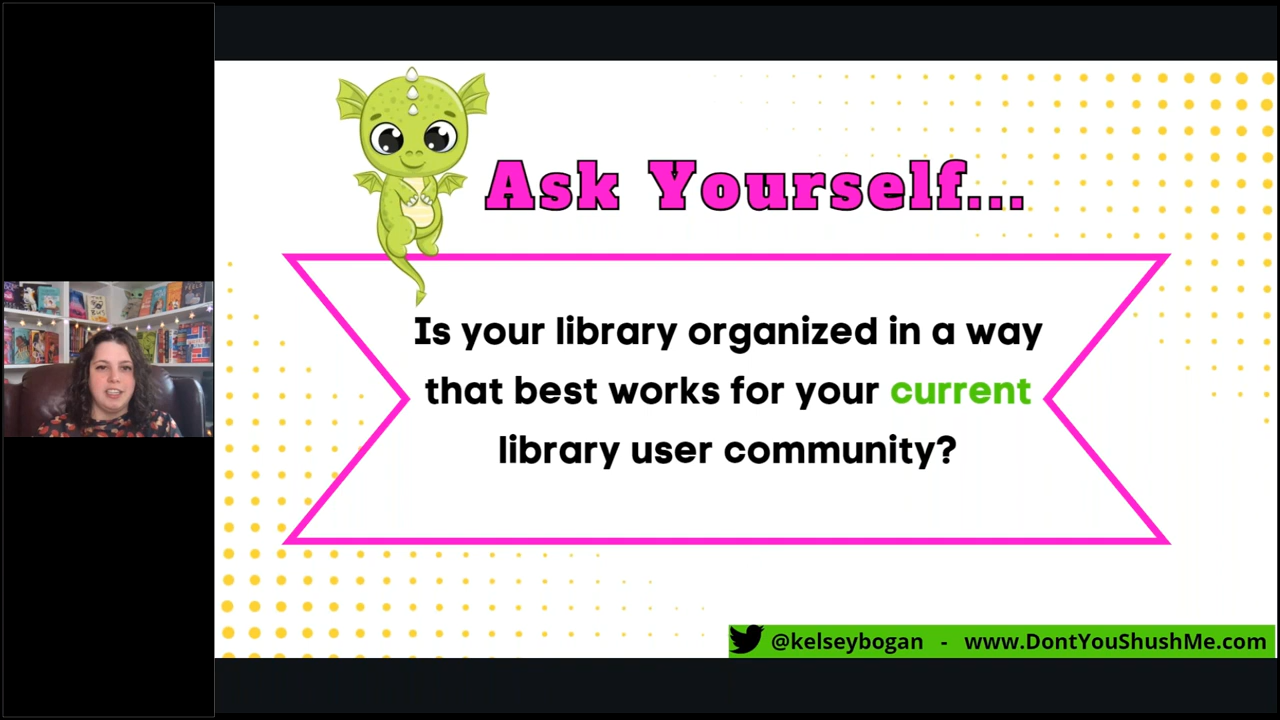 Ask Yourself...
Is your library organized in a way
that best works for your current
library user community?
@kelseybogan - www.DontYouShushMe.com